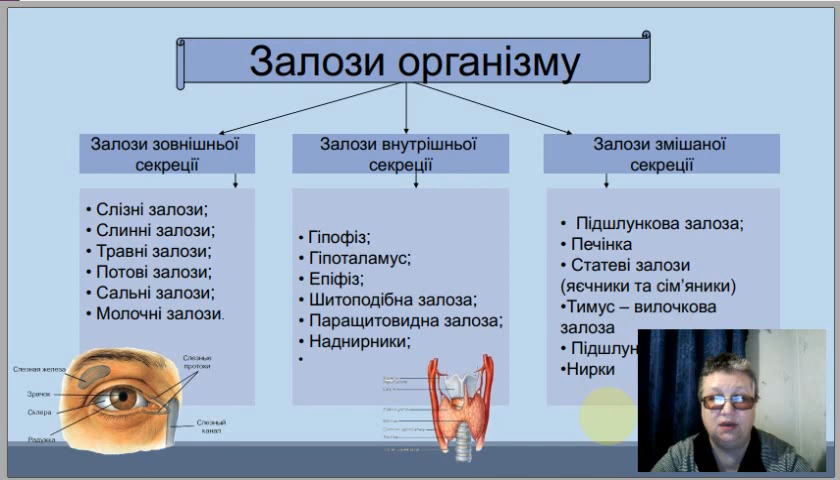 Залози організму
Залози зовнішньої
секреції
• Слізні залози;
• Слинні залози;
• Травні залози;
• Потові залози;
• Сальні залози;
• Молочні залози.
Залози внутрішньої
секреції
• Гіпофіз;
• Гіпоталамус;
• Епіфіз;
• Шитоподібна залоза;
• Паращитовидна залоза;
• Наднирники;
•
Залози змішаної
секреції
• Підшлункова залоза;
• Печінка
• Статеві залози
(яєчники та сім’яники)
•Тимус – вилочкова
залоза
• Підшлун
•Нирки
Слезная железа
Зрачок
Склера
Радужка
Слезные
протоки
Слезный
канал